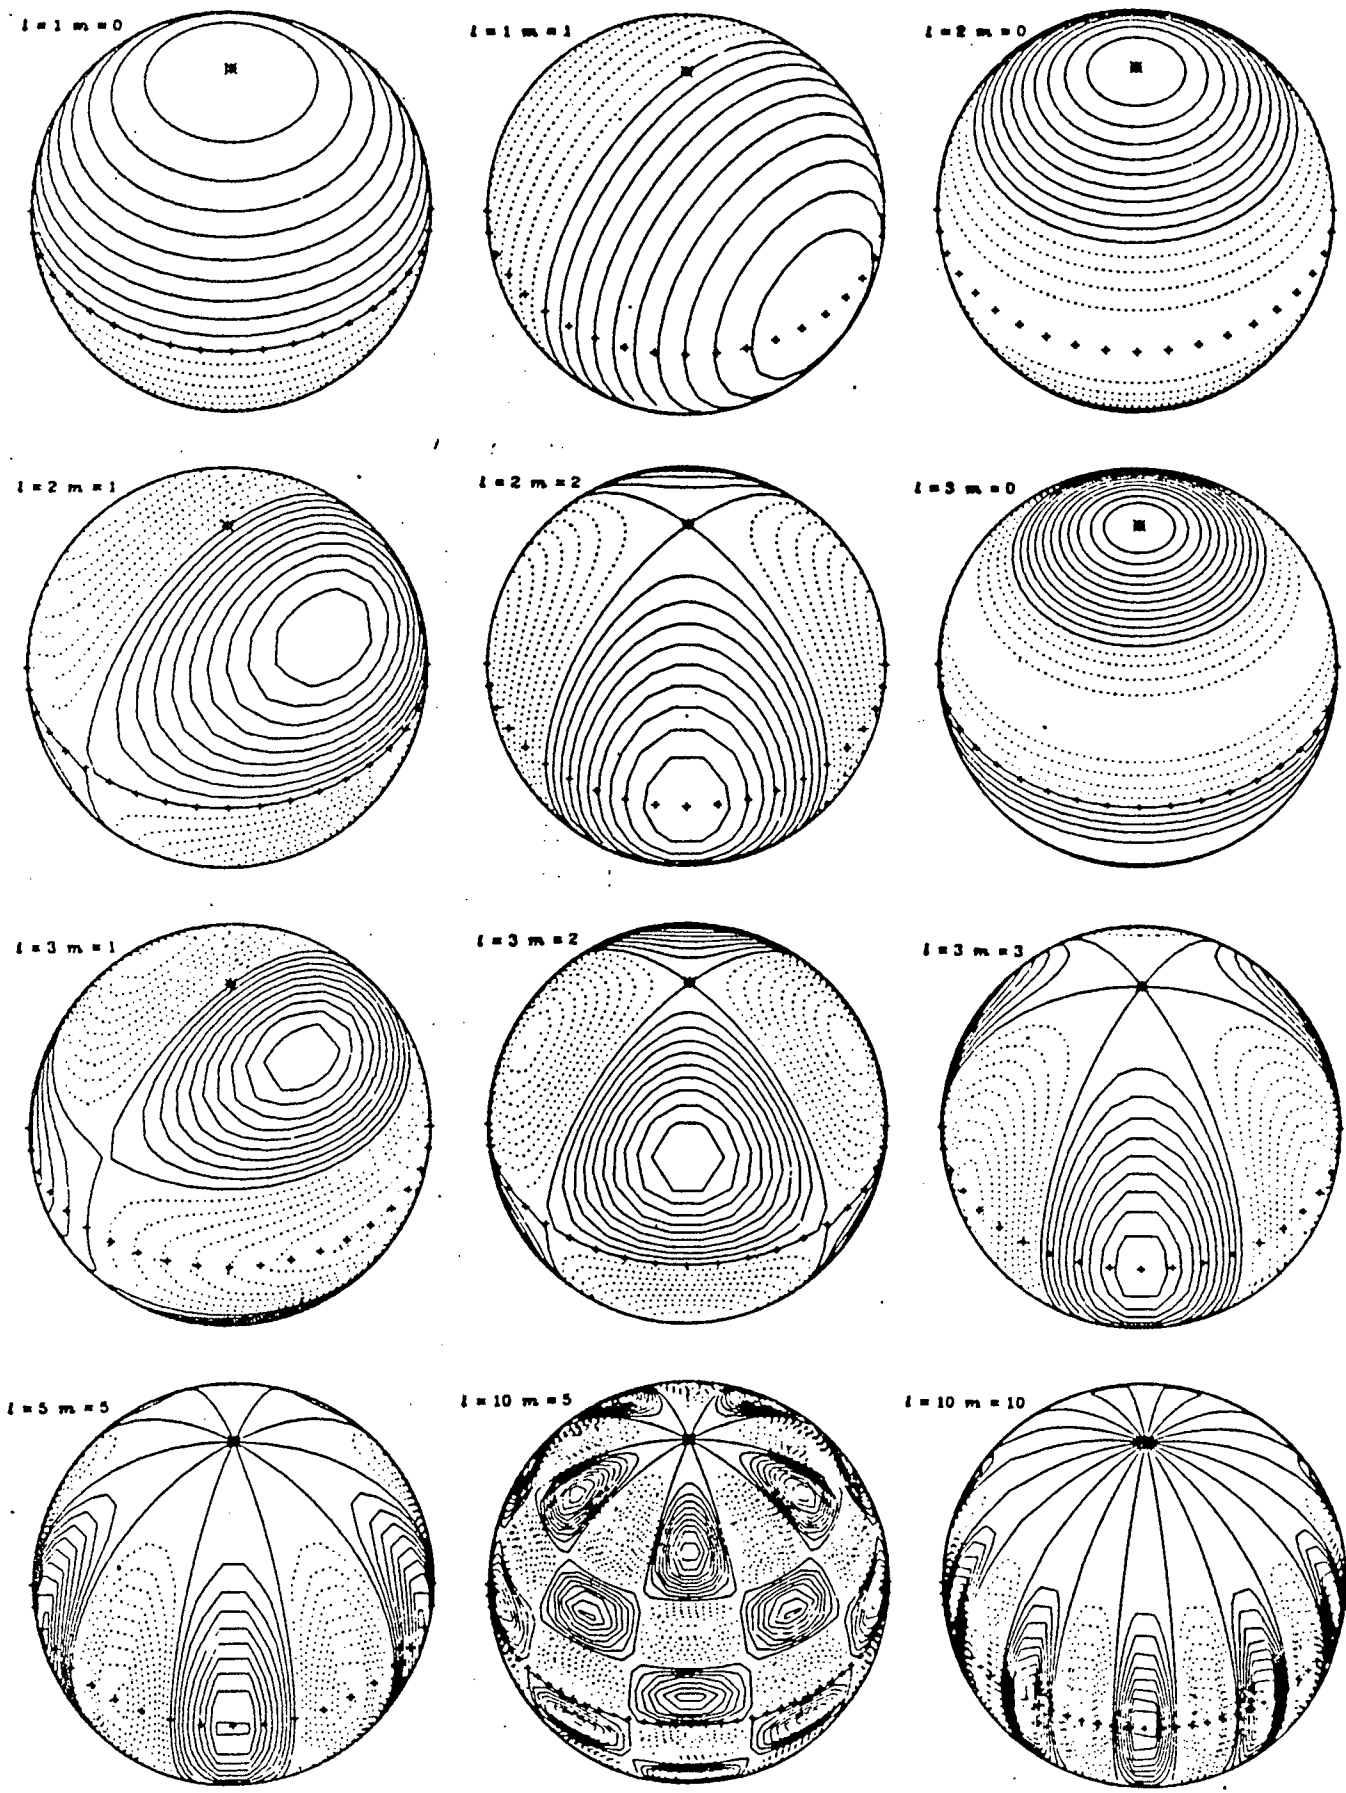 l = 1 m = 0
l = 1 m = 1
l = 2 m = 0
l = 2 m = 1
l = 2 m = 2
l = 3 m = 0
l = 3 m = 1
l = 3 m = 2
l = 3 m = 3
l = 5 m = 5
l = 10 m = 5
l = 10 m = 10